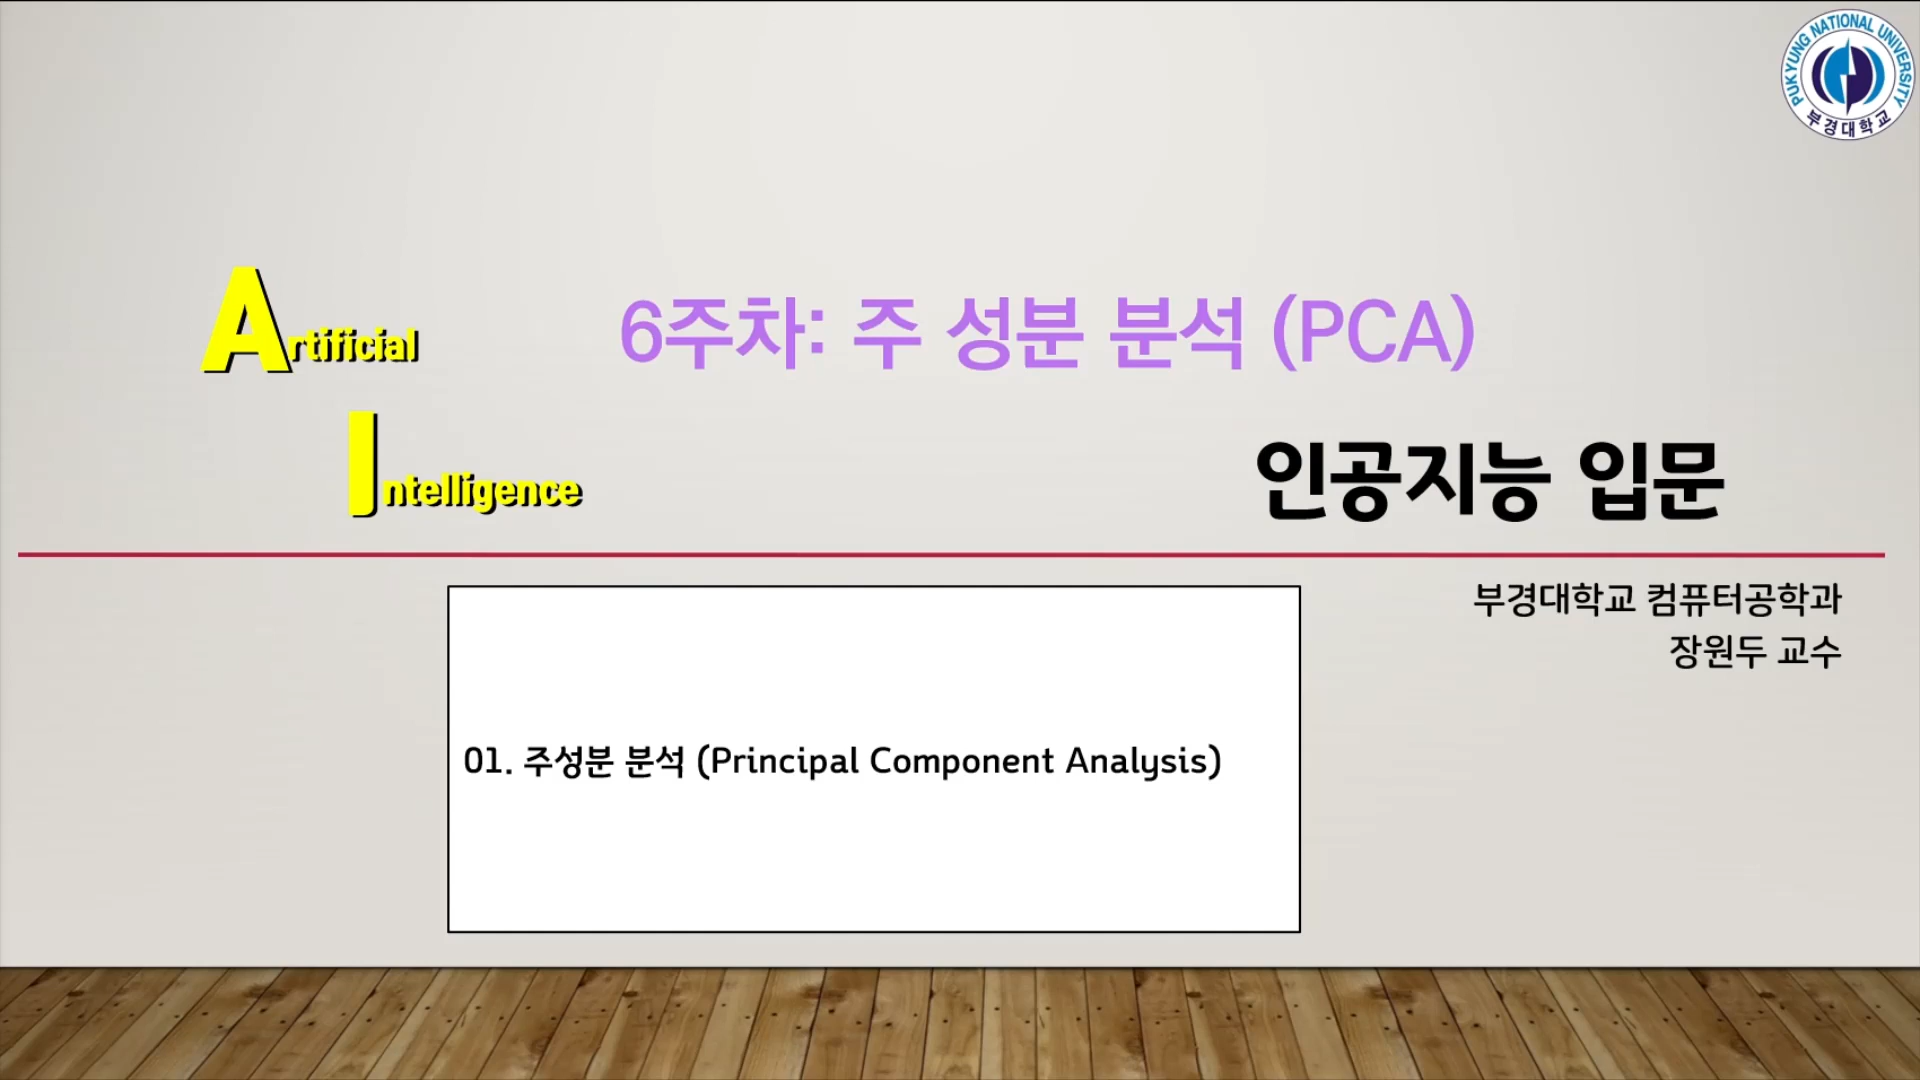 PUKYUNG NATIONAL UNIVERSITY
부경대학교
Artificial
6주차: 주 성분 분석 (PCA)
Intelligence
인공지능 입문
부경대학교 컴퓨터공학과
장원두 교수
01. 주성분 분석 (Principal Component Analysis)